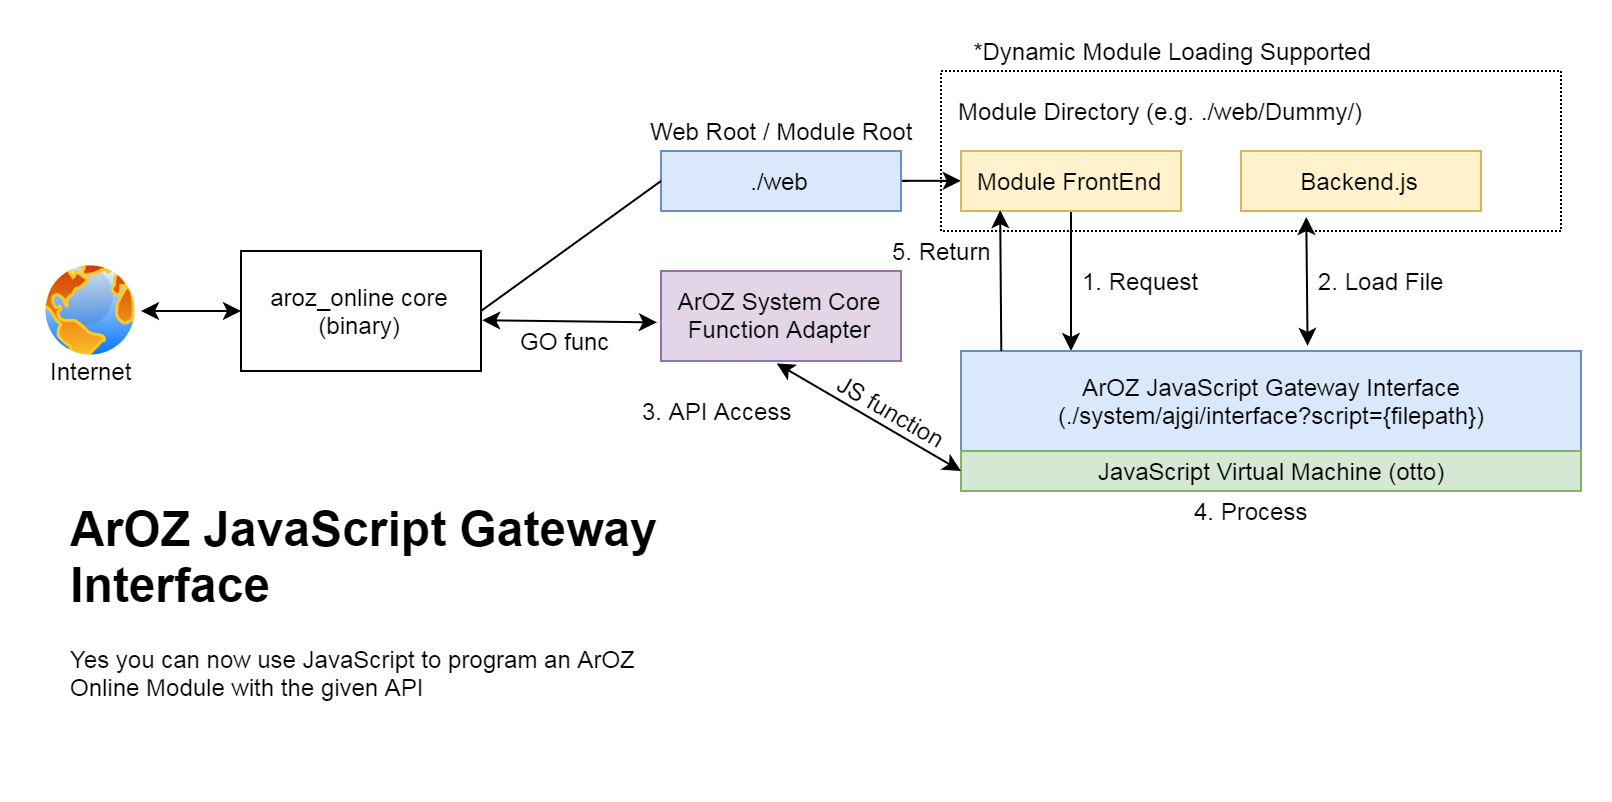 *Dynamic Module Loading Supported
Module Directory (e.g. ./web/Dummy/)
Web Root / Module Root
./web
Module FrontEnd
Backend.js
5. Return
1. Request
2. Load File
aroz_online core
(binary)
Internet
GO func
ArOZ System Core
Function Adapter
3. API Access
JS function
ArOZ JavaScript Gateway Interface
(./system/ajgi/interface?script={filepath})
JavaScript Virtual Machine (otto)
4. Process
ArOZ JavaScript Gateway
Interface
Yes you can now use JavaScript to program an ArOZ
Online Module with the given API